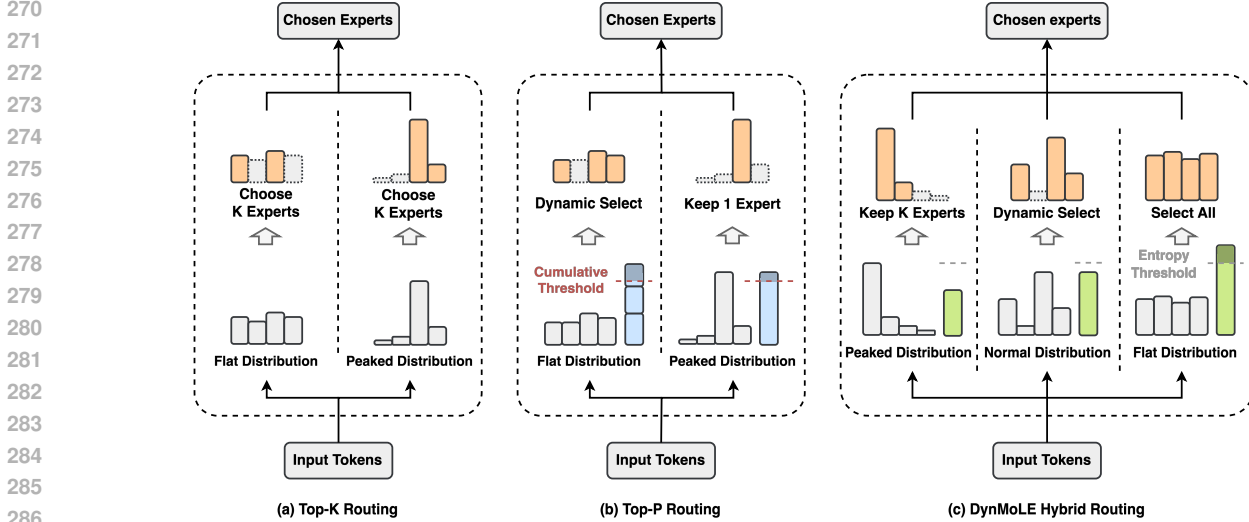 270
271
272
273
274
275
276
277
278
279
280
281
282
283
284
285
286
Chosen Experts
Choose
K Experts
Choose
K Experts
Flat Distribution
Peaked Distribution
Input Tokens
(a) Top-K Routing
Chosen Experts
Dynamic Select
Keep 1 Expert
Cumulative
Threshold
Flat Distribution
Peaked Distribution
Input Tokens
(b) Top-P Routing
Chosen experts
Keep K Experts
Dynamic Select
Select All
Entropy
Threshold
Peaked Distribution
Normal Distribution
Flat Distribution
Input Tokens
(c) DynMoLE Hybrid Routing